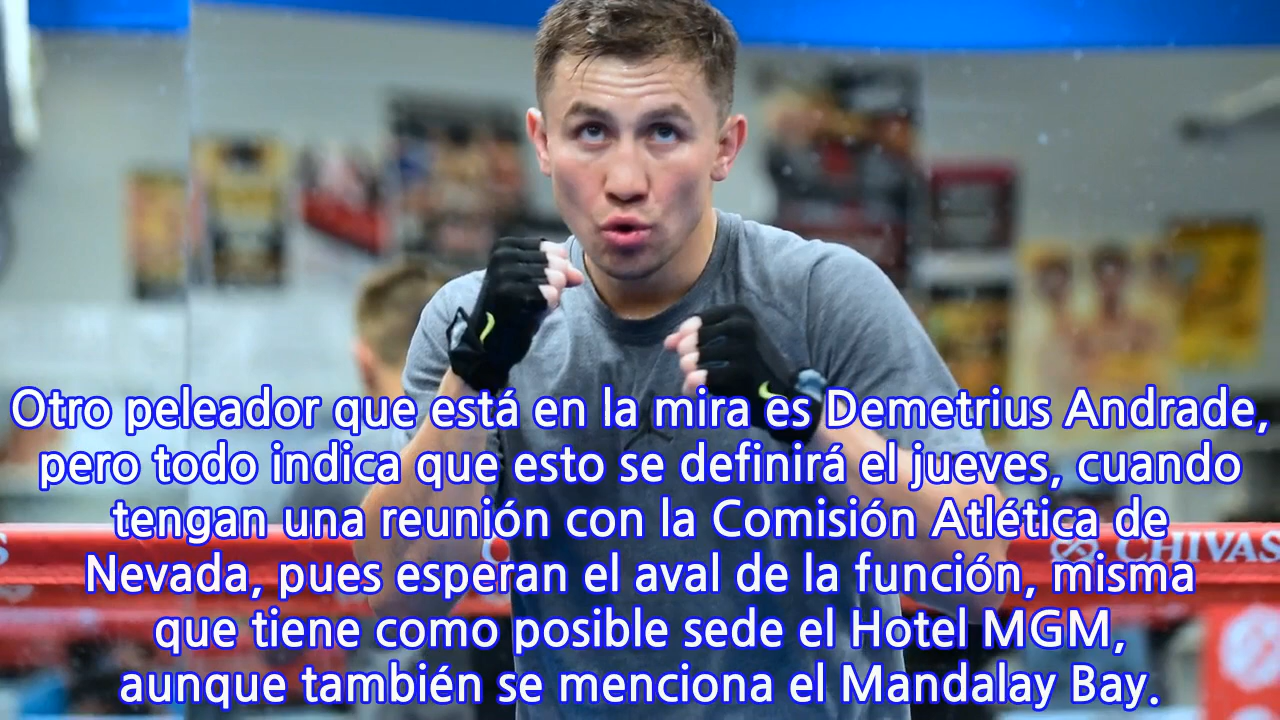 Otro peleador que está en la mira es Demetrius Andrade,
pero todo indica que esto se definirá el jueves, cuando
tengan una reunión con la Comisión Atlética de
Nevada, pues esperan el aval de la función, misma
que tiene como posible sede el Hotel MGM,
aunque también se menciona el Mandalay Bay.
CHIVAS